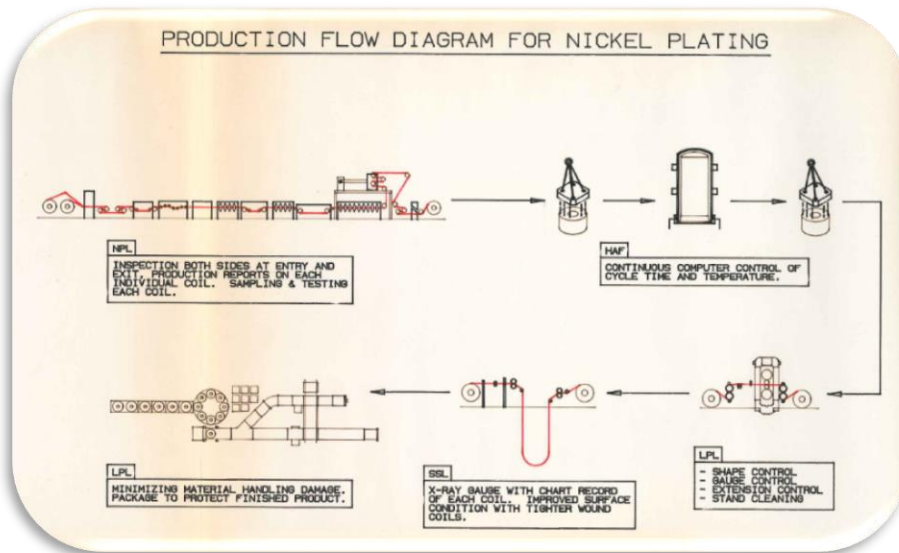 PRODUCTION FLOW DIAGRAM FOR NICKEL PLATING
NPL
INSPECTION BOTH SIDES AT ENTRY AND
EXIT, PRODUCTION REPORTS ON EACH
INDIVIDUAL COIL. SAMPLING & TESTING
EACH COIL.
HAF
CONTINUOUS COMPUTER CONTROL OF
CYCLE TIME AND TEMPERATURE.
LPL
MINIMIZING MATERIAL HANDLING DAMAGE.
PACKAGE TO PROTECT FINISHED PRODUCT.
SSL
X-RAY GAUGE WITH CHART RECORD
OF EACH COIL. IMPROVED SURFACE
CONDITION WITH TIGHTER WOUND
COILS.
LPL
- SHAPE CONTROL
- GAUGE CONTROL
- EXTENSION CONTROL
- STAND CLEANING